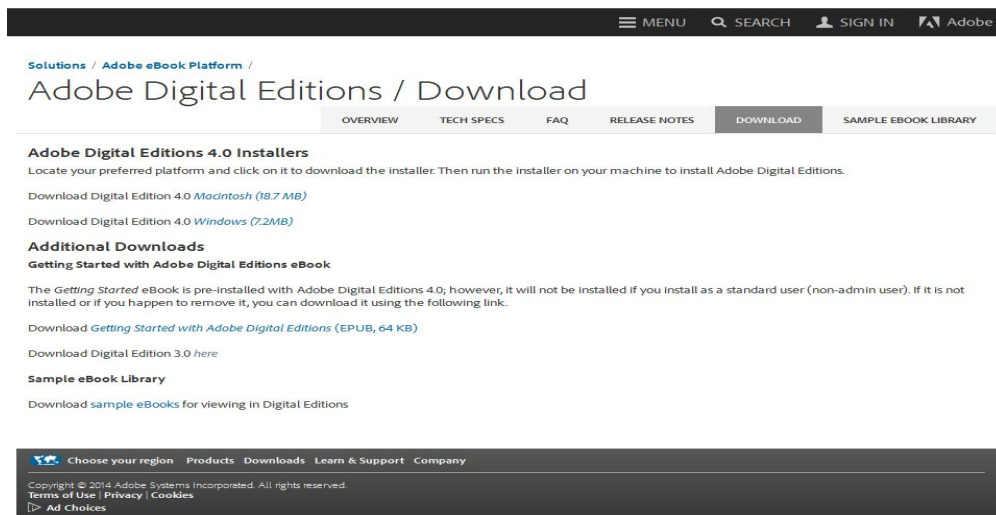 MENU SEARCH SIGN IN Adobe
Solutions / Adobe eBook Platform /
Adobe Digital Editions / Download
OVERVIEW TECH SPECS FAQ RELEASE NOTES DOWNLOAD SAMPLE EBOOK LIBRARY
Adobe Digital Editions 4.0 Installers
Locate your preferred platform and click on it to download the installer. Then run the installer on your machine to install Adobe Digital Editions.
Download Digital Edition 4.0 Macintosh (18.7 MB)
Download Digital Edition 4.0 Windows (7.2MB)
Additional Downloads
Getting Started with Adobe Digital Editions eBook
The Getting Started eBook is pre-installed with Adobe Digital Editions 4.0; however, it will not be installed if you install as a standard user (non-admin user). If it is not
installed or if you happen to remove it, you can download it using the following link.
Download Getting Started with Adobe Digital Editions (EPUB, 64 KB)
Download Digital Edition 3.0 here
Sample eBook Library
Download sample eBooks for viewing in Digital Editions
Choose your region Products Downloads Learn & Support Company
Copyright © 2014 Adobe Systems Incorporated. All rights reserved.
Terms of Use | Privacy | Cookies
Ad Choices